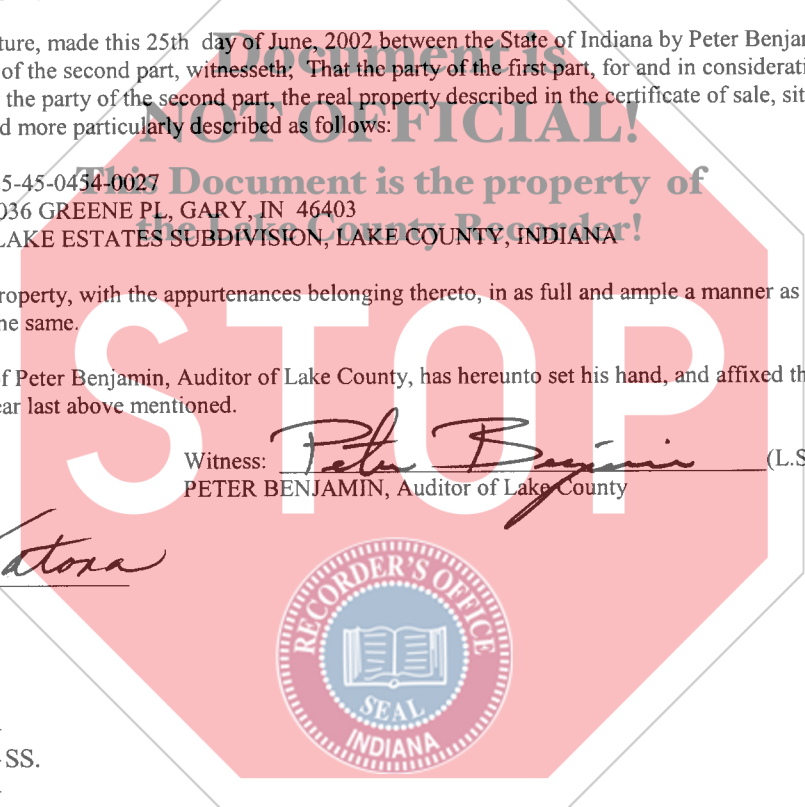 ture, made this 25th day of June, 2002 between the State of Indiana by Peter Benjam
of the second part, witnesseth; That the party of the first part, for and in considerati
the party of the second part, the real property described in the certificate of sale, sit
d more particularly described as follows:
Document is
NOT OFFICIAL!
This Document is the property of
the Lake County Recorder!
5-45-0454-0027
036 GREENE PL, GARY, IN 46403
LAKE ESTATES SUBDIVISION, LAKE COUNTY, INDIANA
roperty, with the appurtenances belonging thereto, in as full and ample a manner as
ne same.
STOP
f Peter Benjamin, Auditor of Lake County, has hereunto set his hand, and affixed th
ear last above mentioned.
Witness: Peter Benjamin (L.S
PETER BENJAMIN, Auditor of Lake County
RECORDER'S OFFICE
SEAL
INDIANA
SS.